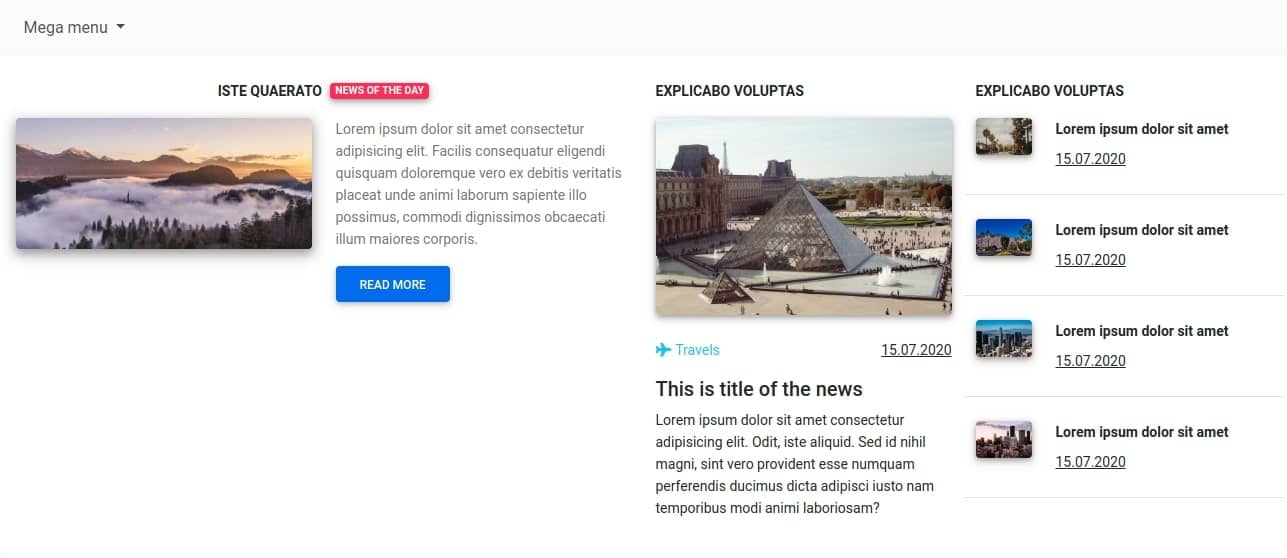 Mega menu
ISTE QUAERATO NEWS OF THE DAY
Lorem ipsum dolor sit amet consectetur
adipisicing elit. Facilis consequatur eligendi
quisquam doloremque vero ex debitis veritatis
placeat unde animi laborum sapiente illo
possimus, commodi dignissimos obcaecati
illum maiores corporis.
READ MORE
EXPLICABO VOLUPTAS
Travels 15.07.2020
This is title of the news
Lorem ipsum dolor sit amet consectetur
adipisicing elit. Odit, iste aliquid. Sed id nihil
magni, sint vero provident esse numquam
perferendis ducimus dicta adipisci iusto nam
temporibus modi animi laboriosam?
EXPLICABO VOLUPTAS
Lorem ipsum dolor sit amet
15.07.2020
Lorem ipsum dolor sit amet
15.07.2020
Lorem ipsum dolor sit amet
15.07.2020
Lorem ipsum dolor sit amet
15.07.2020